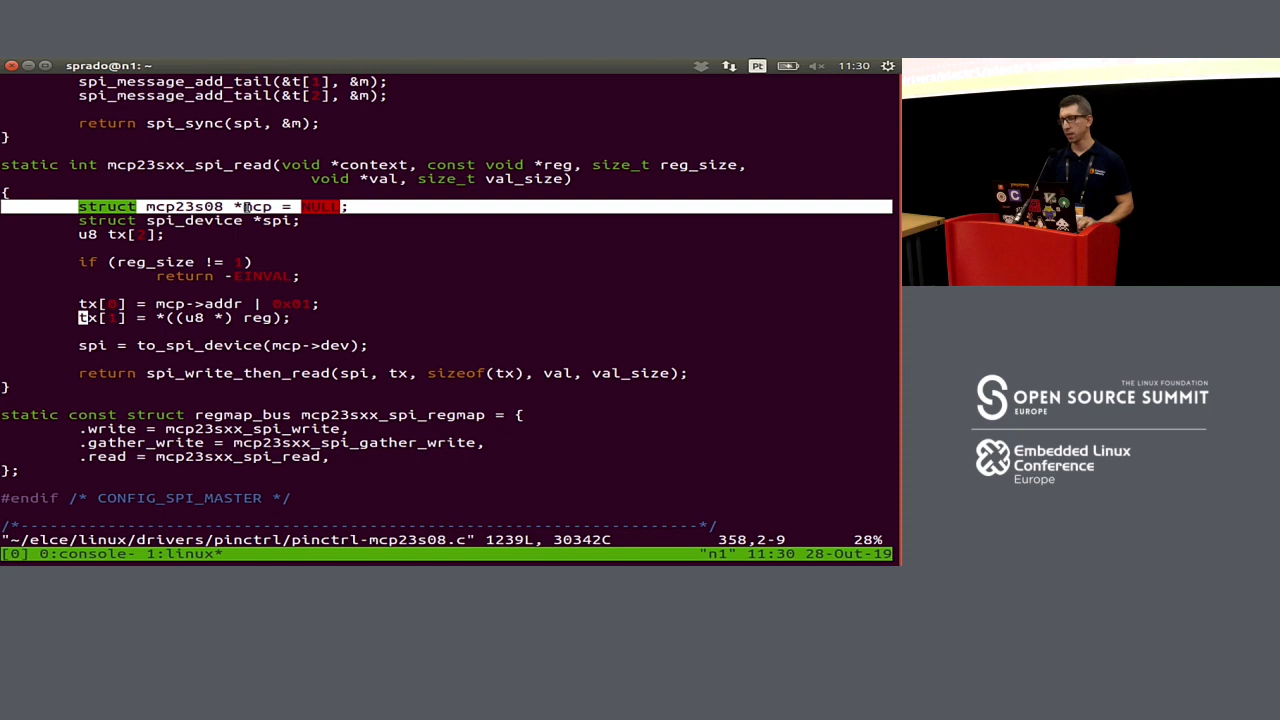 sprado@n1: ~
Pt
11:30
spi_message_add_tail(&t[1], &m);
spi_message_add_tail(&t[2], &m);
return spi_sync(spi, &m);
}
static int mcp23sxx_spi_read(void *context, const void *reg, size_t reg_size,
void *val, size_t val_size)
{
struct mcp23s08 *mcp = NULL;
struct spi_device *spi;
u8 tx[2];
if (reg_size != 1)
return -EINVAL;
tx[0] = mcp->addr | 0x01;
tx[1] = *((u8 *) reg);
spi = to_spi_device(mcp->dev);
return spi_write_then_read(spi, tx, sizeof(tx), val, val_size);
}
static const struct regmap_bus mcp23sxx_spi_regmap = {
.write = mcp23sxx_spi_write,
.gather_write = mcp23sxx_spi_gather_write,
.read = mcp23sxx_spi_read,
};
#endif /* CONFIG_SPI_MASTER */
/*----------------------------------------------------------------*/
"~/elce/linux/drivers/pinctrl/pinctrl-mcp23s08.c" 1239L, 30342C 358,2-9 28%
[0] 0:console- 1:linux* "n1" 11:30 28-Oct-19
THE LINUX FOUNDATION
OPEN SOURCE SUMMIT
EUROPE
Embedded Linux
Conference
Europe